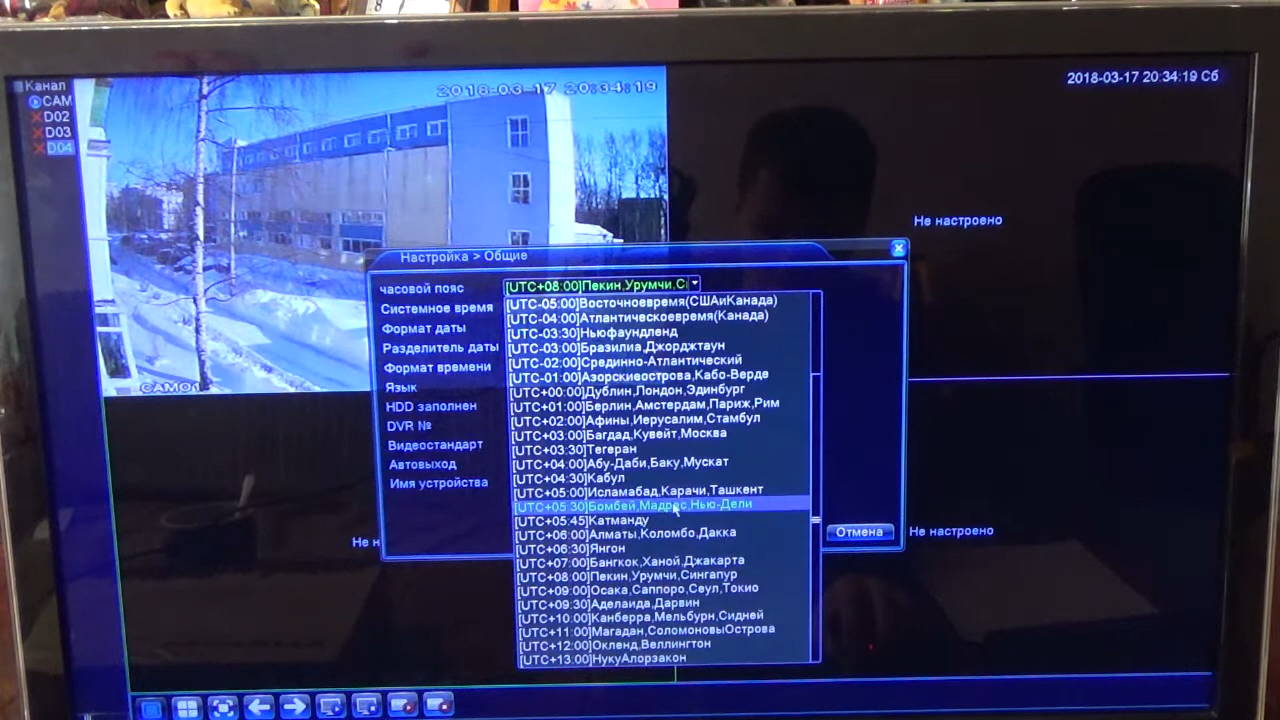 8
Канал
CAM
D02
D03
D04
2018-03-17 20:34:19
2018-03-17 20:34:19 Сб
CAM01
Не настроено
Настройка > Общие
часовой пояс
[UTC+08:00]Пекин,Урумчи,С
Системное время
Формат даты
Разделитель даты
Формат времени
Язык
HDD заполнен
DVR №
Видеостандарт
Автовыход
Имя устройства
[UTC-05:00]Восточноевремя(СШАиКанада)
[UTC-04:00]Атлантическоевремя(Канада)
[UTC-03:30]Ньюфаундленд
[UTC-03:00]Бразилиа,Джорджтаун
[UTC-02:00]Срединно-Атлантический
[UTC-01:00]Азорскиеострова,Кабо-Верде
[UTC+00:00]Дублин,Лондон,Эдинбург
[UTC+01:00]Берлин,Амстердам,Париж,Рим
[UTC+02:00]Афины,Иерусалим,Стамбул
[UTC+03:00]Багдад,Кувейт,Москва
[UTC+03:30]Тегеран
[UTC+04:00]Абу-Даби,Баку,Мускат
[UTC+04:30]Кабул
[UTC+05:00]Исламабад,Карачи,Ташкент
[UTC+05:30]Бомбей,Мадрас,Нью-Дели
[UTC+05:45]Катманду
[UTC+06:00]Алматы,Коломбо,Дакка
[UTC+06:30]Янгон
[UTC+07:00]Бангкок,Ханой,Джакарта
[UTC+08:00]Пекин,Урумчи,Сингапур
[UTC+09:00]Осака,Саппоро,Сеул,Токио
[UTC+09:30]Аделаида,Дарвин
[UTC+10:00]Канберра,Мельбурн,Сидней
[UTC+11:00]Магадан,СоломоновыОстрова
[UTC+12:00]Окленд,Веллингтон
[UTC+13:00]НукуАлорзакон
Отмена
Не н
Не настроено